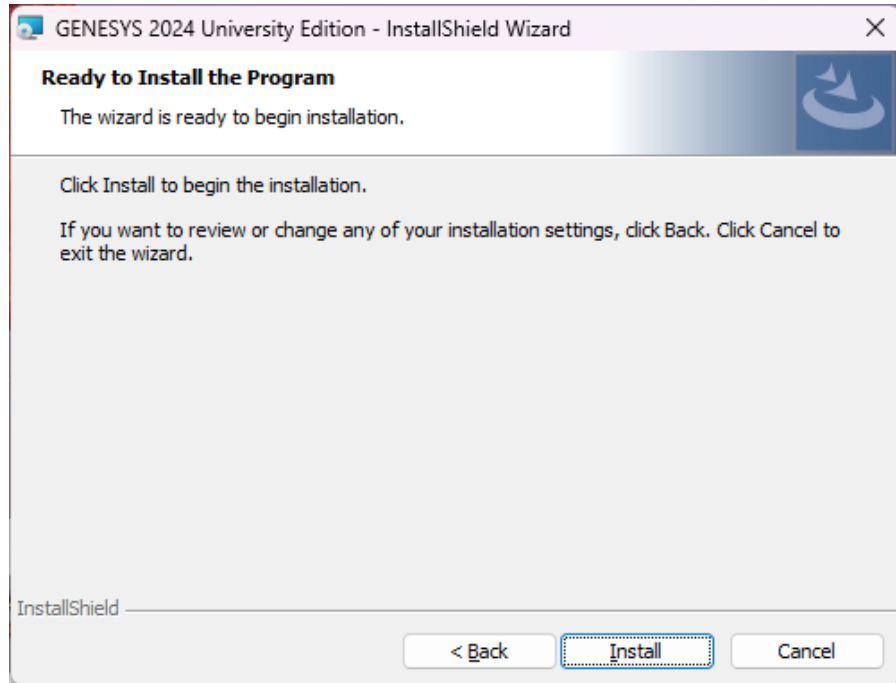 GENESYS 2024 University Edition - InstallShield Wizard
Ready to Install the Program
The wizard is ready to begin installation.
Click Install to begin the installation.
If you want to review or change any of your installation settings, click Back. Click Cancel to
exit the wizard.
InstallShield
< Back
Install
Cancel